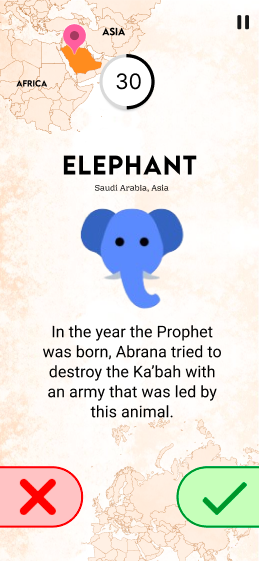 ASIA
AFRICA
30
ELEPHANT
Saudi Arabia, Asia
In the year the Prophet
was born, Abrana tried to
destroy the Ka’bah with
an army that was led by
this animal.